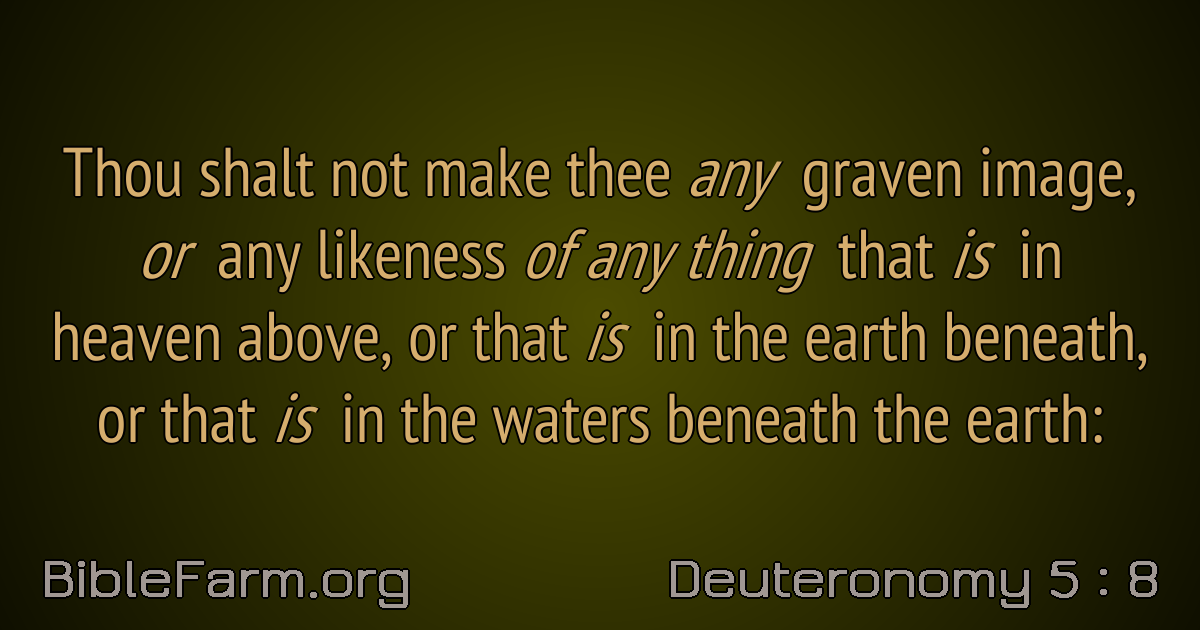 Thou shalt not make thee any graven image,
or any likeness of any thing that is in
heaven above, or that is in the earth beneath,
or that is in the waters beneath the earth:
BibleFarm.org
Deuteronomy 5 : 8